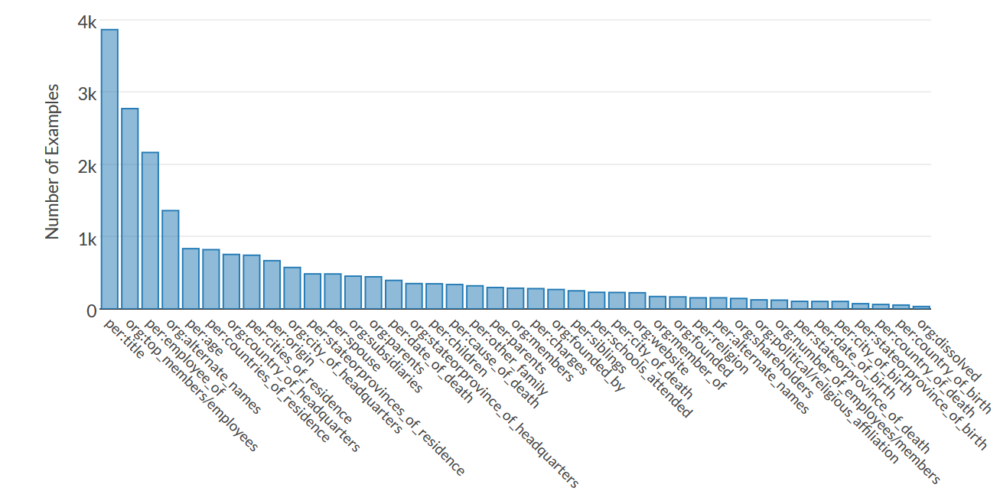 4k
3k
2k
1k
0
Number of Examples
per:title
org:top_members/employees
per:employee_of
org:alternate_names
per:age
per:countries_of_residence
org:country_of_headquarters
per:cities_of_residence
per:origin
org:city_of_headquarters
per:stateorprovinces_of_residence
per:spouse
org:subsidiaries
org:parents
per:date_of_death
org:stateorprovince_of_headquarters
per:children
per:cause_of_death
per:other_family
per:parents
org:members
per:charges
org:founded_by
per:siblings
per:schools_attended
per:city_of_death
org:website
org:member_of
org:founded
per:religion
per:alternate_names
org:shareholders
org:political/religious_affiliation
org:number_of_employees/members
per:stateorprovince_of_death
per:date_of_birth
per:city_of_birth
per:stateorprovince_of_birth
per:country_of_death
per:country_of_birth
org:dissolved